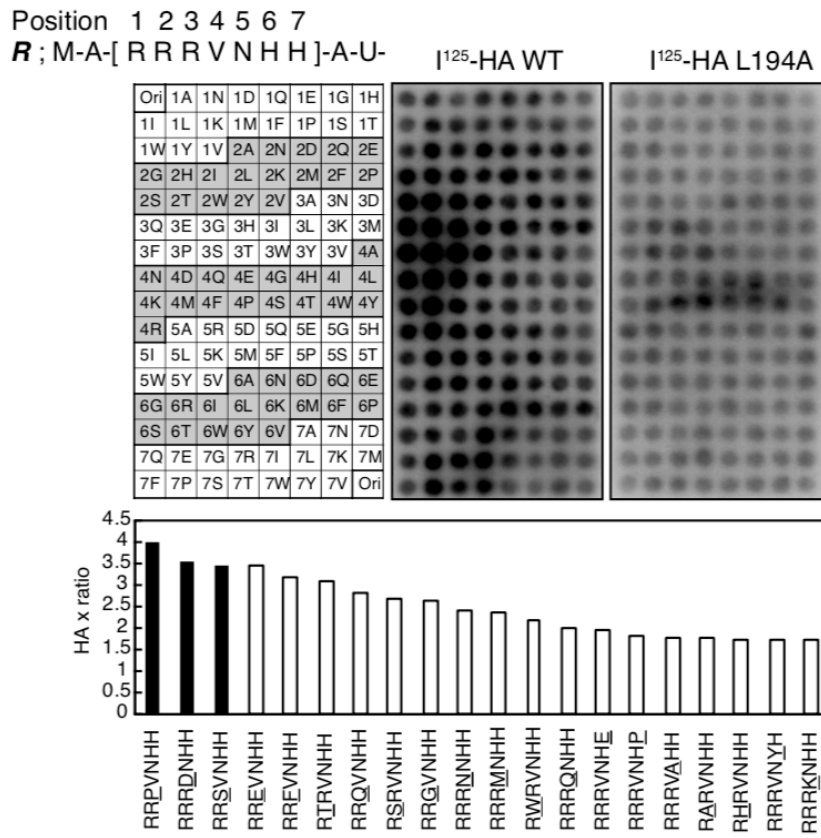 Position 1 2 3 4 5 6 7
R ; M-A-[ R R R V N H H ]-A-U-
I¹²⁵-HA WT
I¹²⁵-HA L194A
Ori 1A 1N 1D 1Q 1E 1G 1H
1I 1L 1K 1M 1F 1P 1S 1T
1W 1Y 1V 2A 2N 2D 2Q 2E
2G 2H 2I 2L 2K 2M 2F 2P
2S 2T 2W 2Y 2V 3A 3N 3D
3Q 3E 3G 3H 3I 3L 3K 3M
3F 3P 3S 3T 3W 3Y 3V 4A
4N 4D 4Q 4E 4G 4H 4I 4L
4K 4M 4F 4P 4S 4T 4W 4Y
4R 5A 5R 5D 5Q 5E 5G 5H
5I 5L 5K 5M 5F 5P 5S 5T
5W 5Y 5V 6A 6N 6D 6Q 6E
6G 6R 6I 6L 6K 6M 6F 6P
6S 6T 6W 6Y 6V 7A 7N 7D
7Q 7E 7G 7R 7I 7L 7K 7M
7F 7P 7S 7T 7W 7Y 7V Ori
HA x ratio
4.5
4
3.5
3
2.5
2
1.5
1
0.5
0
RRPVNHH
RRRDNHH
RRSVNHH
RREVNHH
RRFVNHH
RTRVNHH
RRQVNHH
RSRVNHH
RRGVNHH
RRRNNHH
RRRMNHH
RWRVNHH
RRRQNHH
RRRVNHE
RRRVNHP
RRRVAHH
RARVNHH
RHRVNHH
RRRVNYH
RRRKNHH